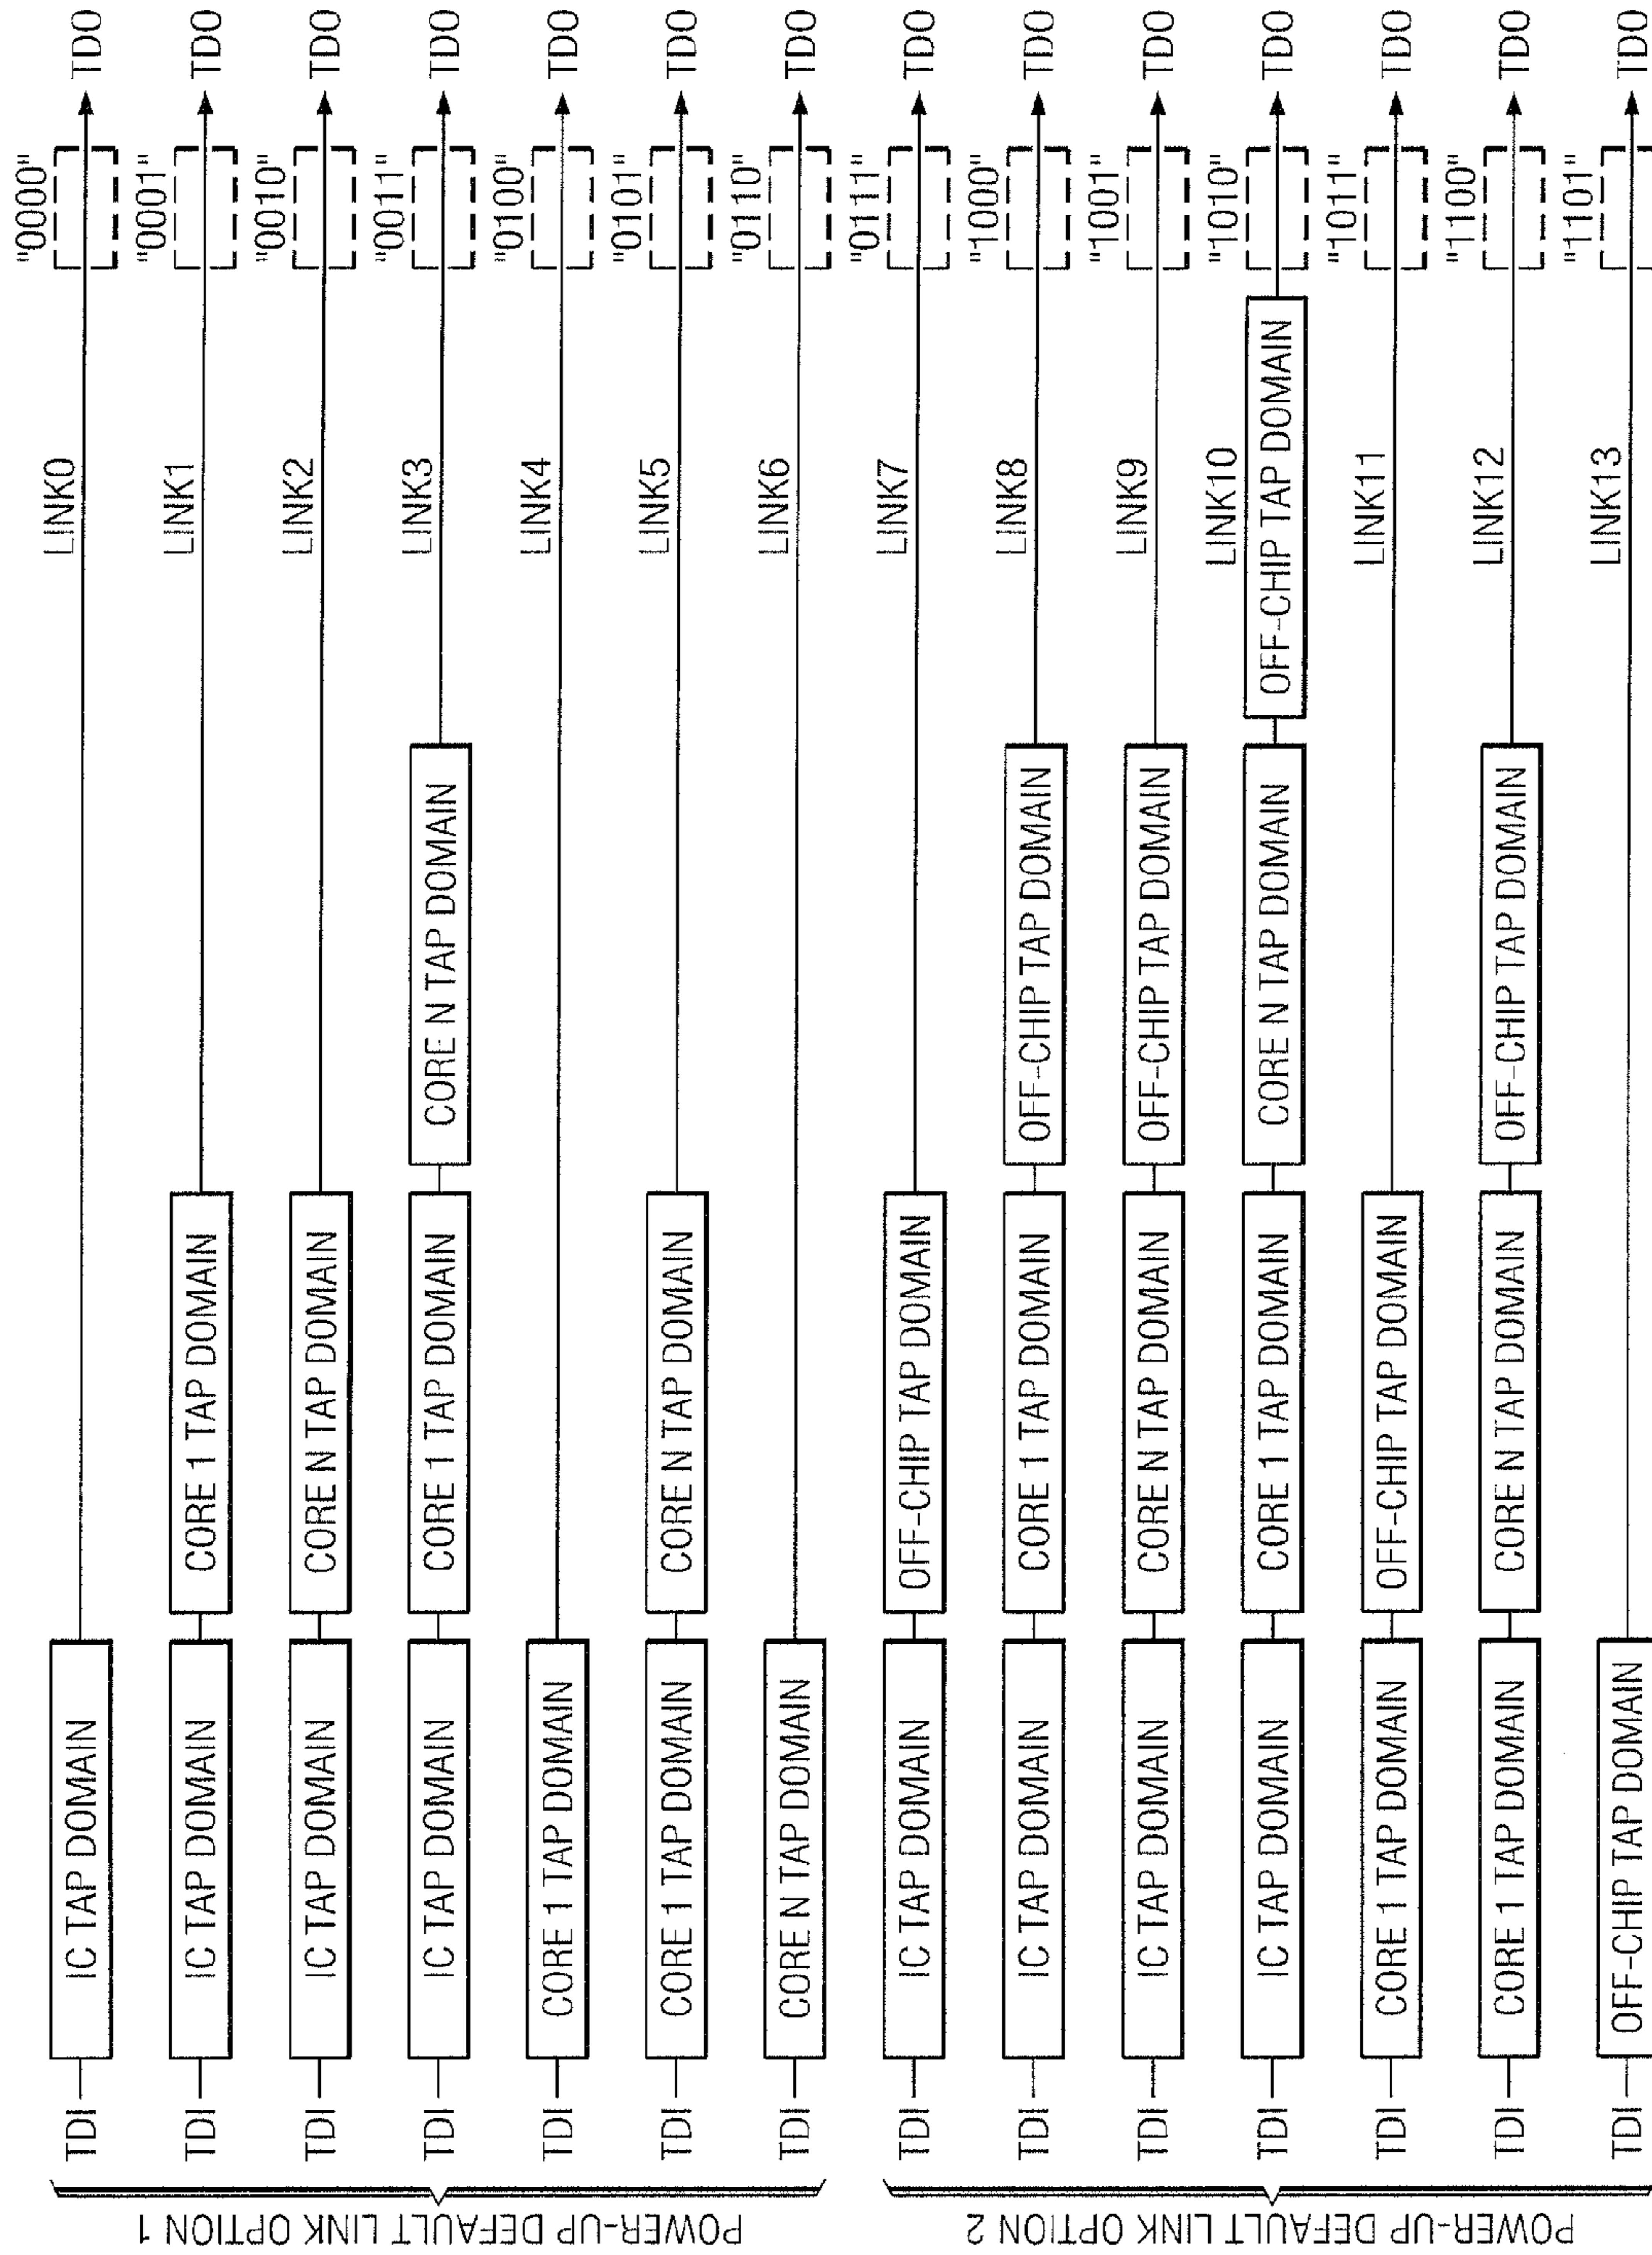 POWER-UP DEFAULT LINK OPTION 1
TDI IC TAP DOMAIN LINK0 "0000" TDO
TDI IC TAP DOMAIN CORE 1 TAP DOMAIN LINK1 "0001" TDO
TDI IC TAP DOMAIN CORE N TAP DOMAIN LINK2 "0010" TDO
TDI IC TAP DOMAIN CORE 1 TAP DOMAIN CORE N TAP DOMAIN LINK3 "0011" TDO
TDI CORE 1 TAP DOMAIN LINK4 "0100" TDO
TDI CORE 1 TAP DOMAIN CORE N TAP DOMAIN LINK5 "0101" TDO
TDI CORE N TAP DOMAIN LINK6 "0110" TDO
POWER-UP DEFAULT LINK OPTION 2
TDI IC TAP DOMAIN OFF-CHIP TAP DOMAIN LINK7 "0111" TDO
TDI IC TAP DOMAIN CORE 1 TAP DOMAIN OFF-CHIP TAP DOMAIN LINK8 "1000" TDO
TDI IC TAP DOMAIN CORE N TAP DOMAIN OFF-CHIP TAP DOMAIN LINK9 "1001" TDO
TDI IC TAP DOMAIN CORE 1 TAP DOMAIN CORE N TAP DOMAIN OFF-CHIP TAP DOMAIN LINK10 "1010" TDO
TDI CORE 1 TAP DOMAIN OFF-CHIP TAP DOMAIN LINK11 "1011" TDO
TDI CORE 1 TAP DOMAIN CORE N TAP DOMAIN OFF-CHIP TAP DOMAIN LINK12 "1100" TDO
TDI OFF-CHIP TAP DOMAIN LINK13 "1101" TDO